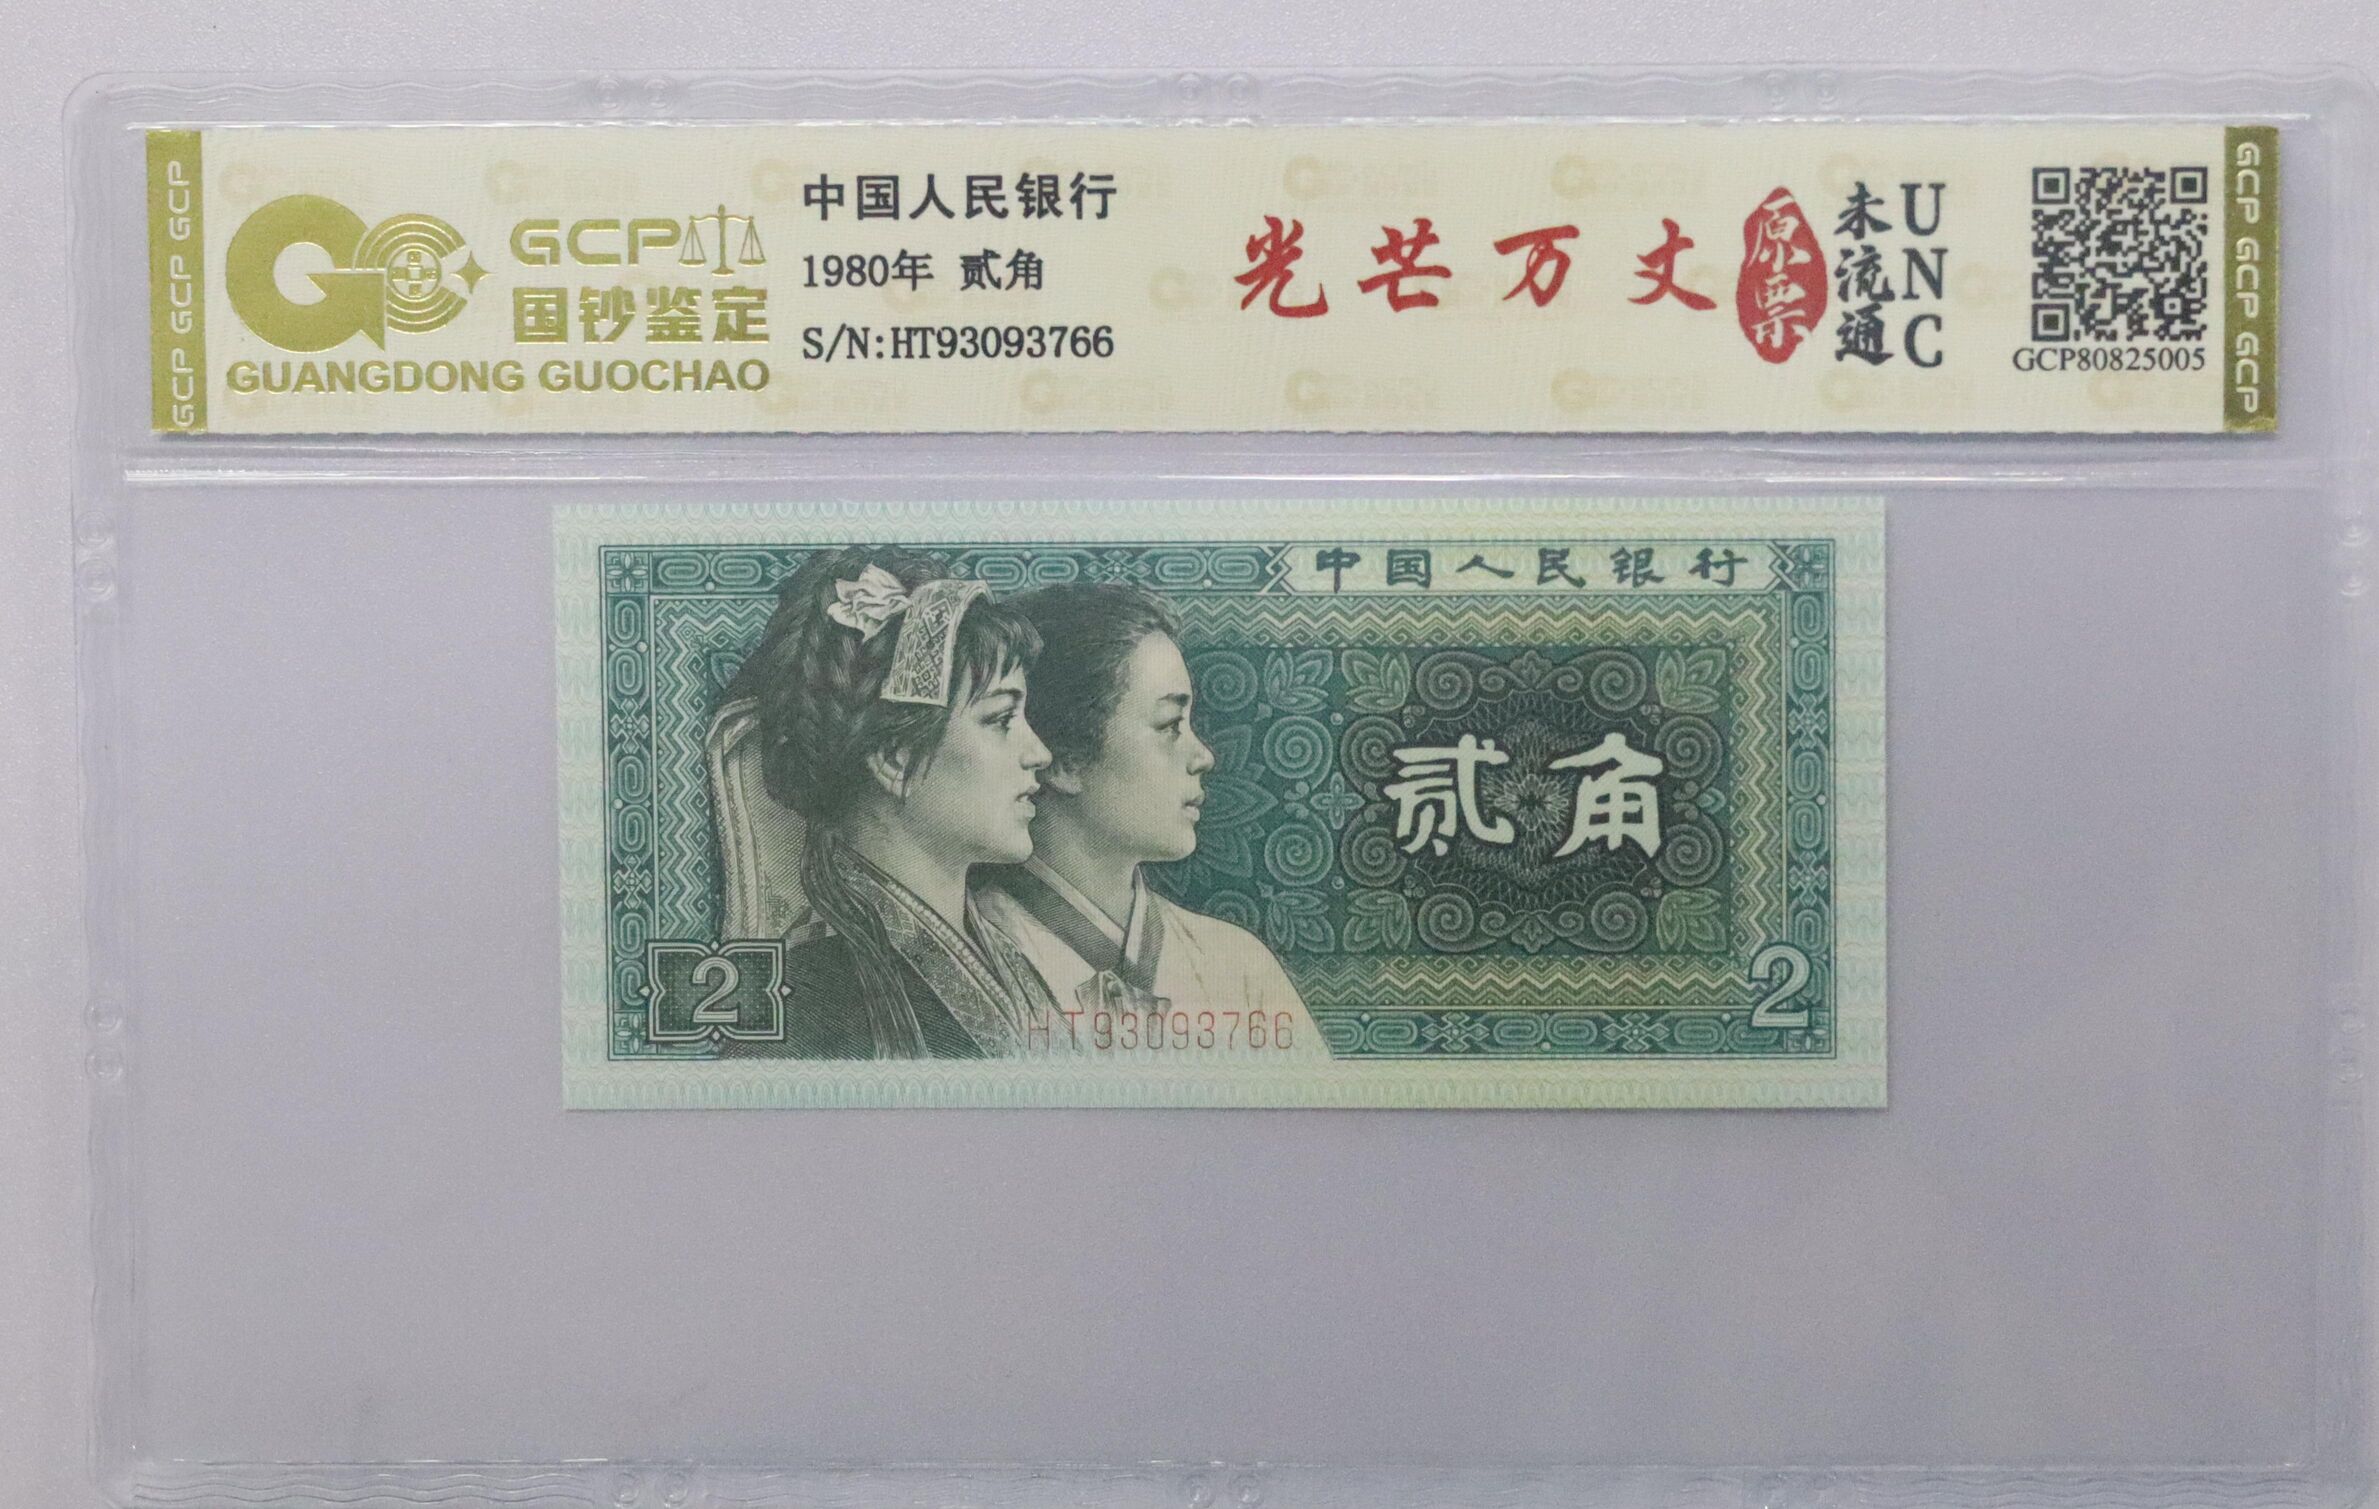 GCP GCP GCP
GCP
国钞鉴定
GUANGDONG GUOCHAO
中国人民银行
1980年 贰角
S/N:HT93093766
光芒万丈
原票
未流通
UNC
GCP80825005
GCP GCP GCP
中国人民银行
贰角
2
2
HT93093766